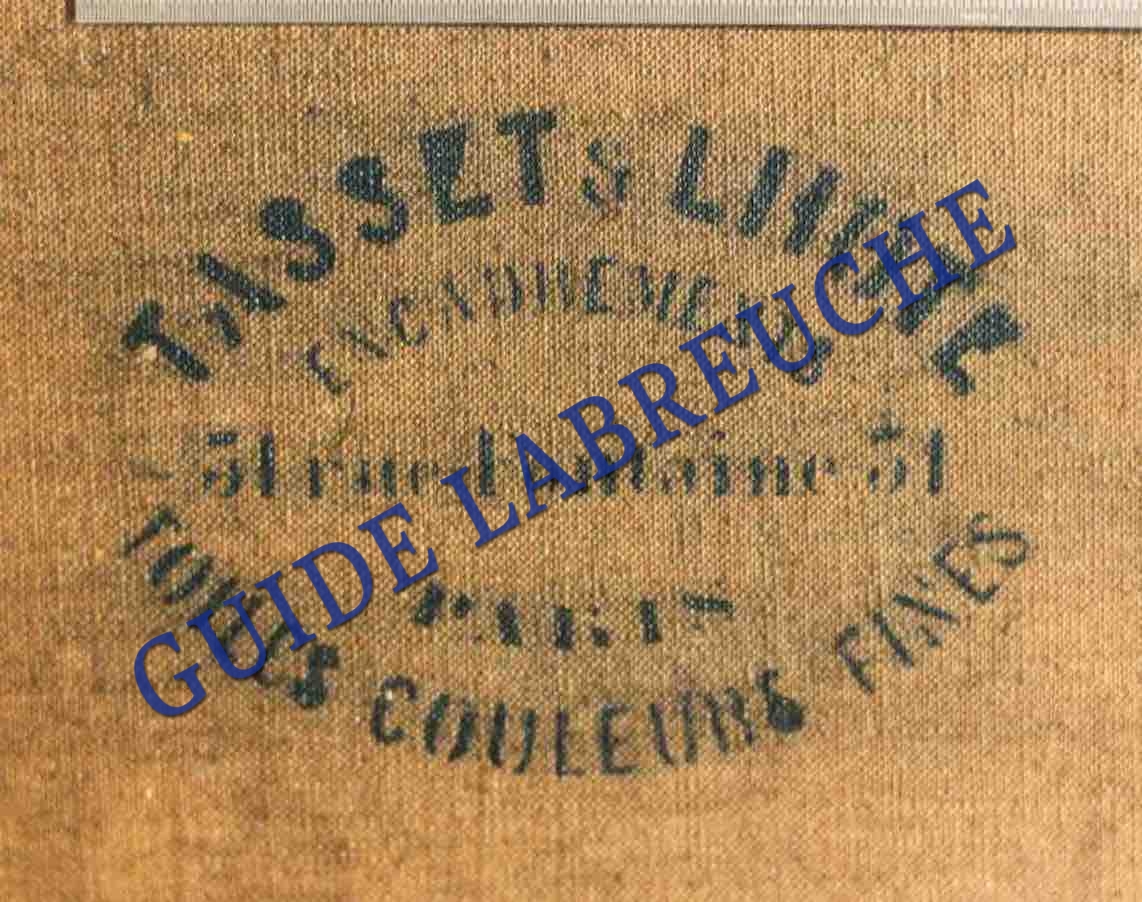 TASSET & LHOTE
ENCADREMENTS
31 rue Fontaine 31
PARIS
TOILES COULEURS FINES
GUIDE LABREUCHE